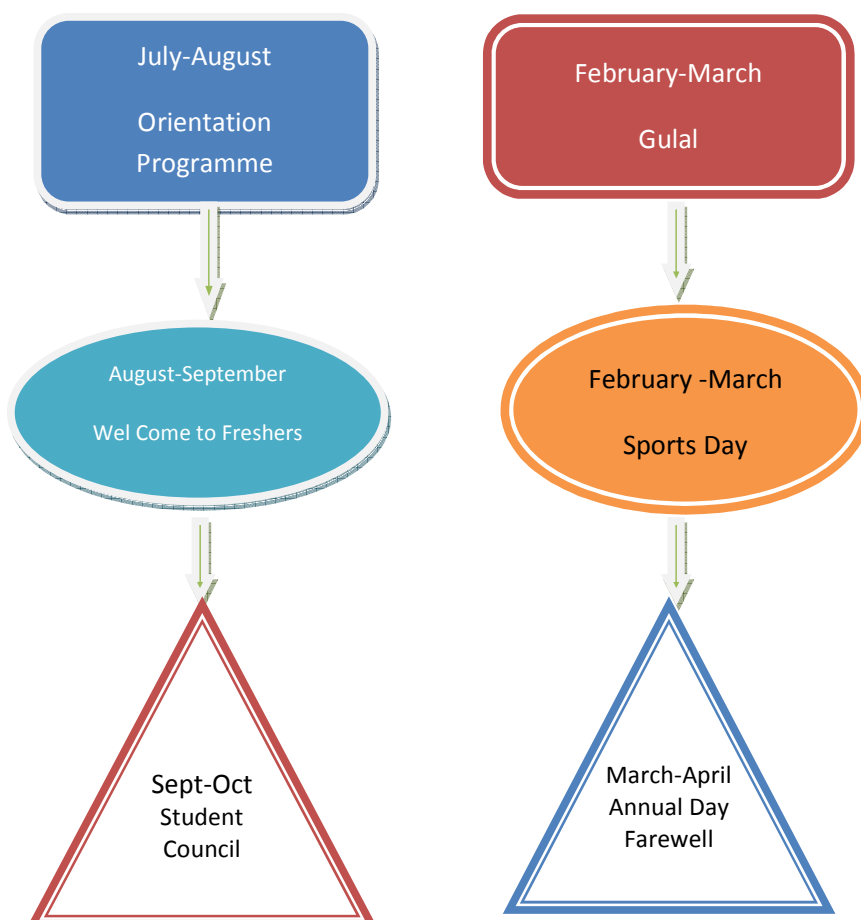 July-August
Orientation
Programme
August-September
Wel Come to Freshers
Sept-Oct
Student
Council
February-March
Gulal
February -March
Sports Day
March-April
Annual Day
Farewell